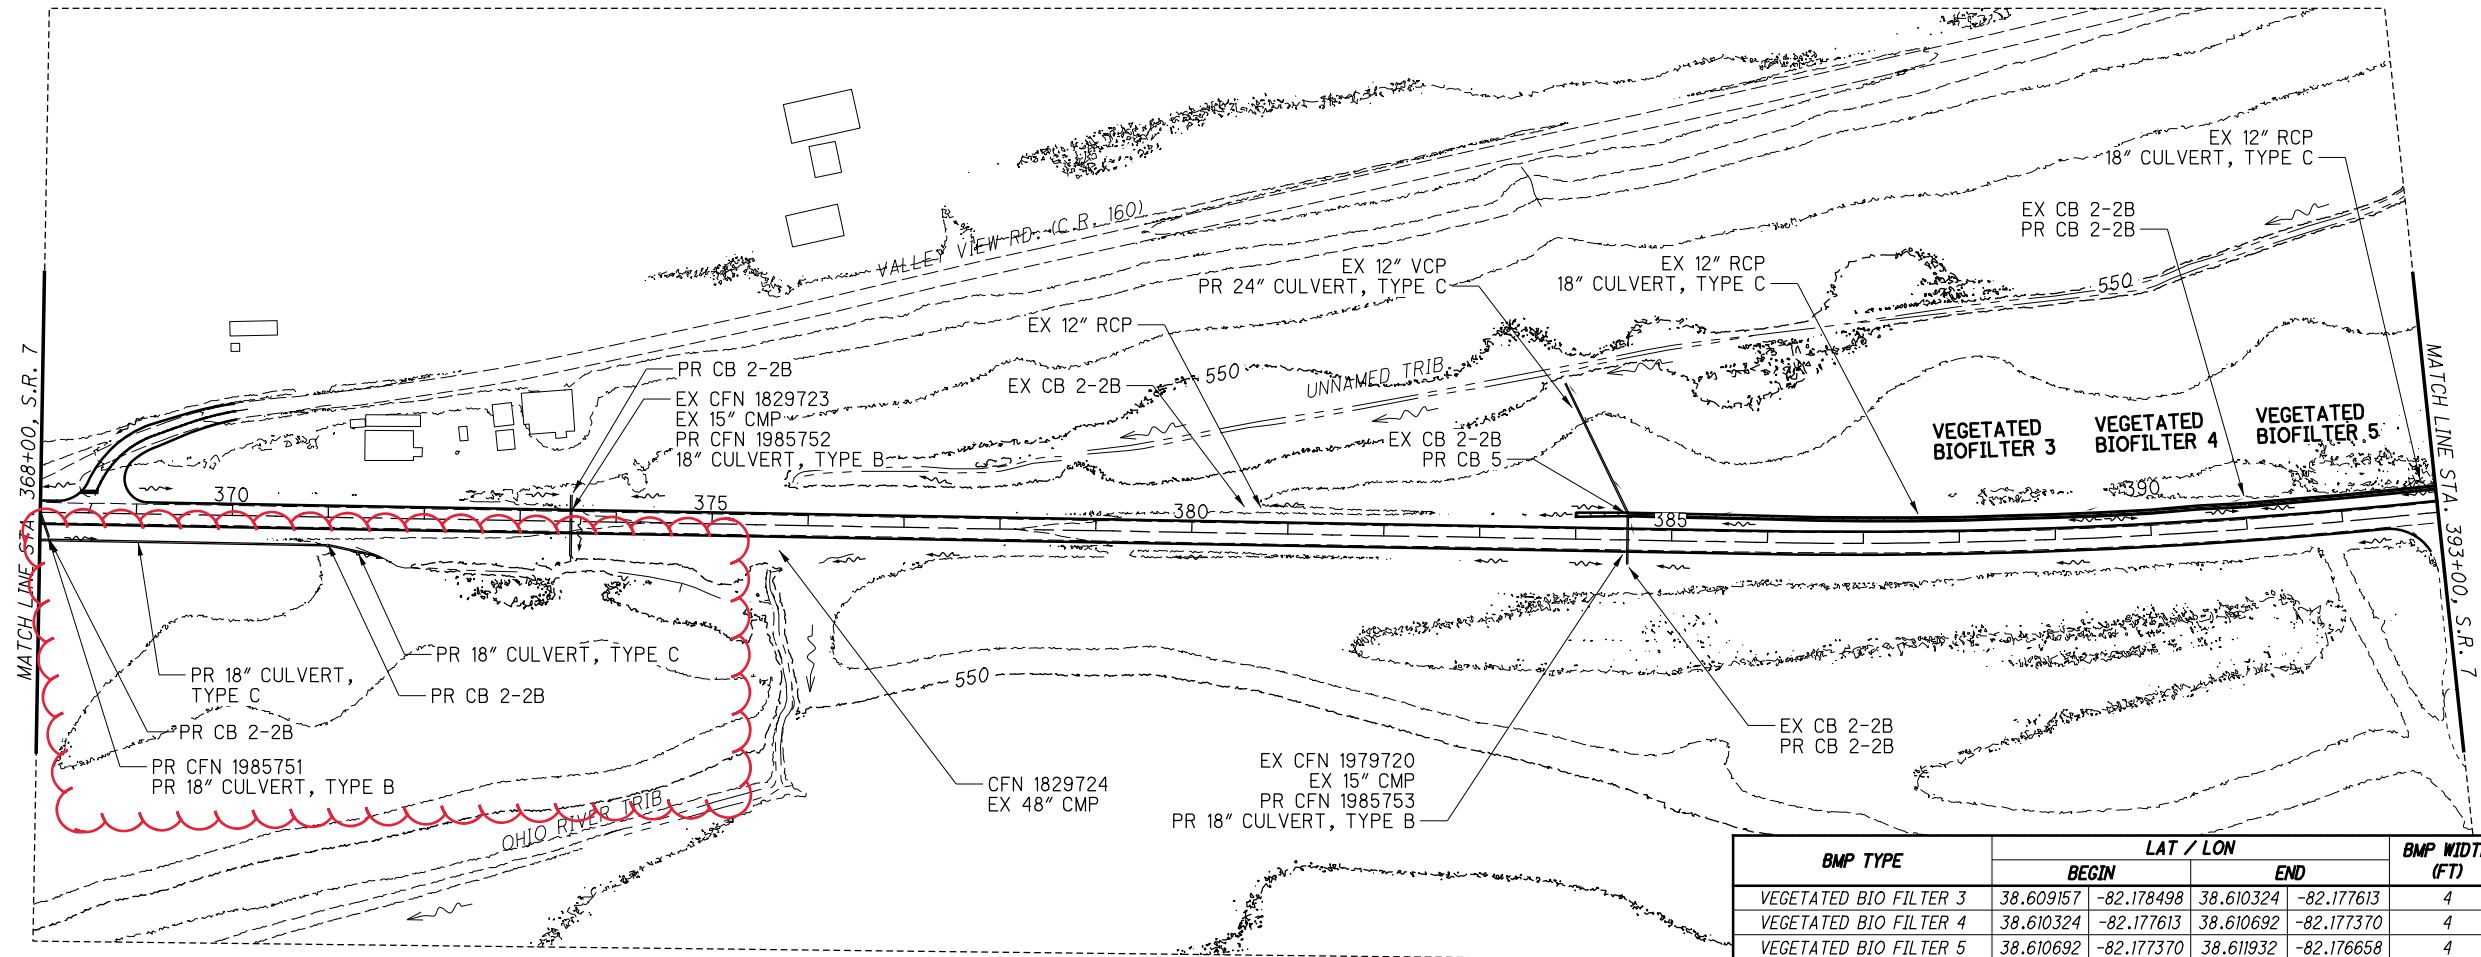 EX 12" RCP
18" CULVERT, TYPE C
EX CB 2-2B
PR CB 2-2B
VALLEY VIEW RD. (C.R. 160)
EX 12" VCP
PR 24" CULVERT, TYPE C
EX 12" RCP
18" CULVERT, TYPE C
550
EX 12" RCP
MATCH LINE STA. 368+00, S.R. 7
MATCH LINE STA. 393+00, S.R. 7
PR CB 2-2B
EX CFN 1829723
EX 15" CMP
PR CFN 1985752
18" CULVERT, TYPE B
EX CB 2-2B
550
UNNAMED TRIB
EX CB 2-2B
PR CB 5
VEGETATED
BIOFILTER 3
VEGETATED
BIOFILTER 4
VEGETATED
BIOFILTER 5
370
375
380
385
390
PR 18" CULVERT, TYPE C
PR 18" CULVERT,
TYPE C
PR CB 2-2B
PR CB 2-2B
PR CFN 1985751
PR 18" CULVERT, TYPE B
550
OHIO RIVER TRIB
CFN 1829724
EX 48" CMP
EX CFN 1979720
EX 15" CMP
PR CFN 1985753
PR 18" CULVERT, TYPE B
EX CB 2-2B
PR CB 2-2B
BMP TYPE LAT / LON BMP WIDTH
BEGIN END (FT)
VEGETATED BIO FILTER 3 38.609157 -82.178498 38.610324 -82.177613 4
VEGETATED BIO FILTER 4 38.610324 -82.177613 38.610692 -82.177370 4
VEGETATED BIO FILTER 5 38.610692 -82.177370 38.611932 -82.176658 4